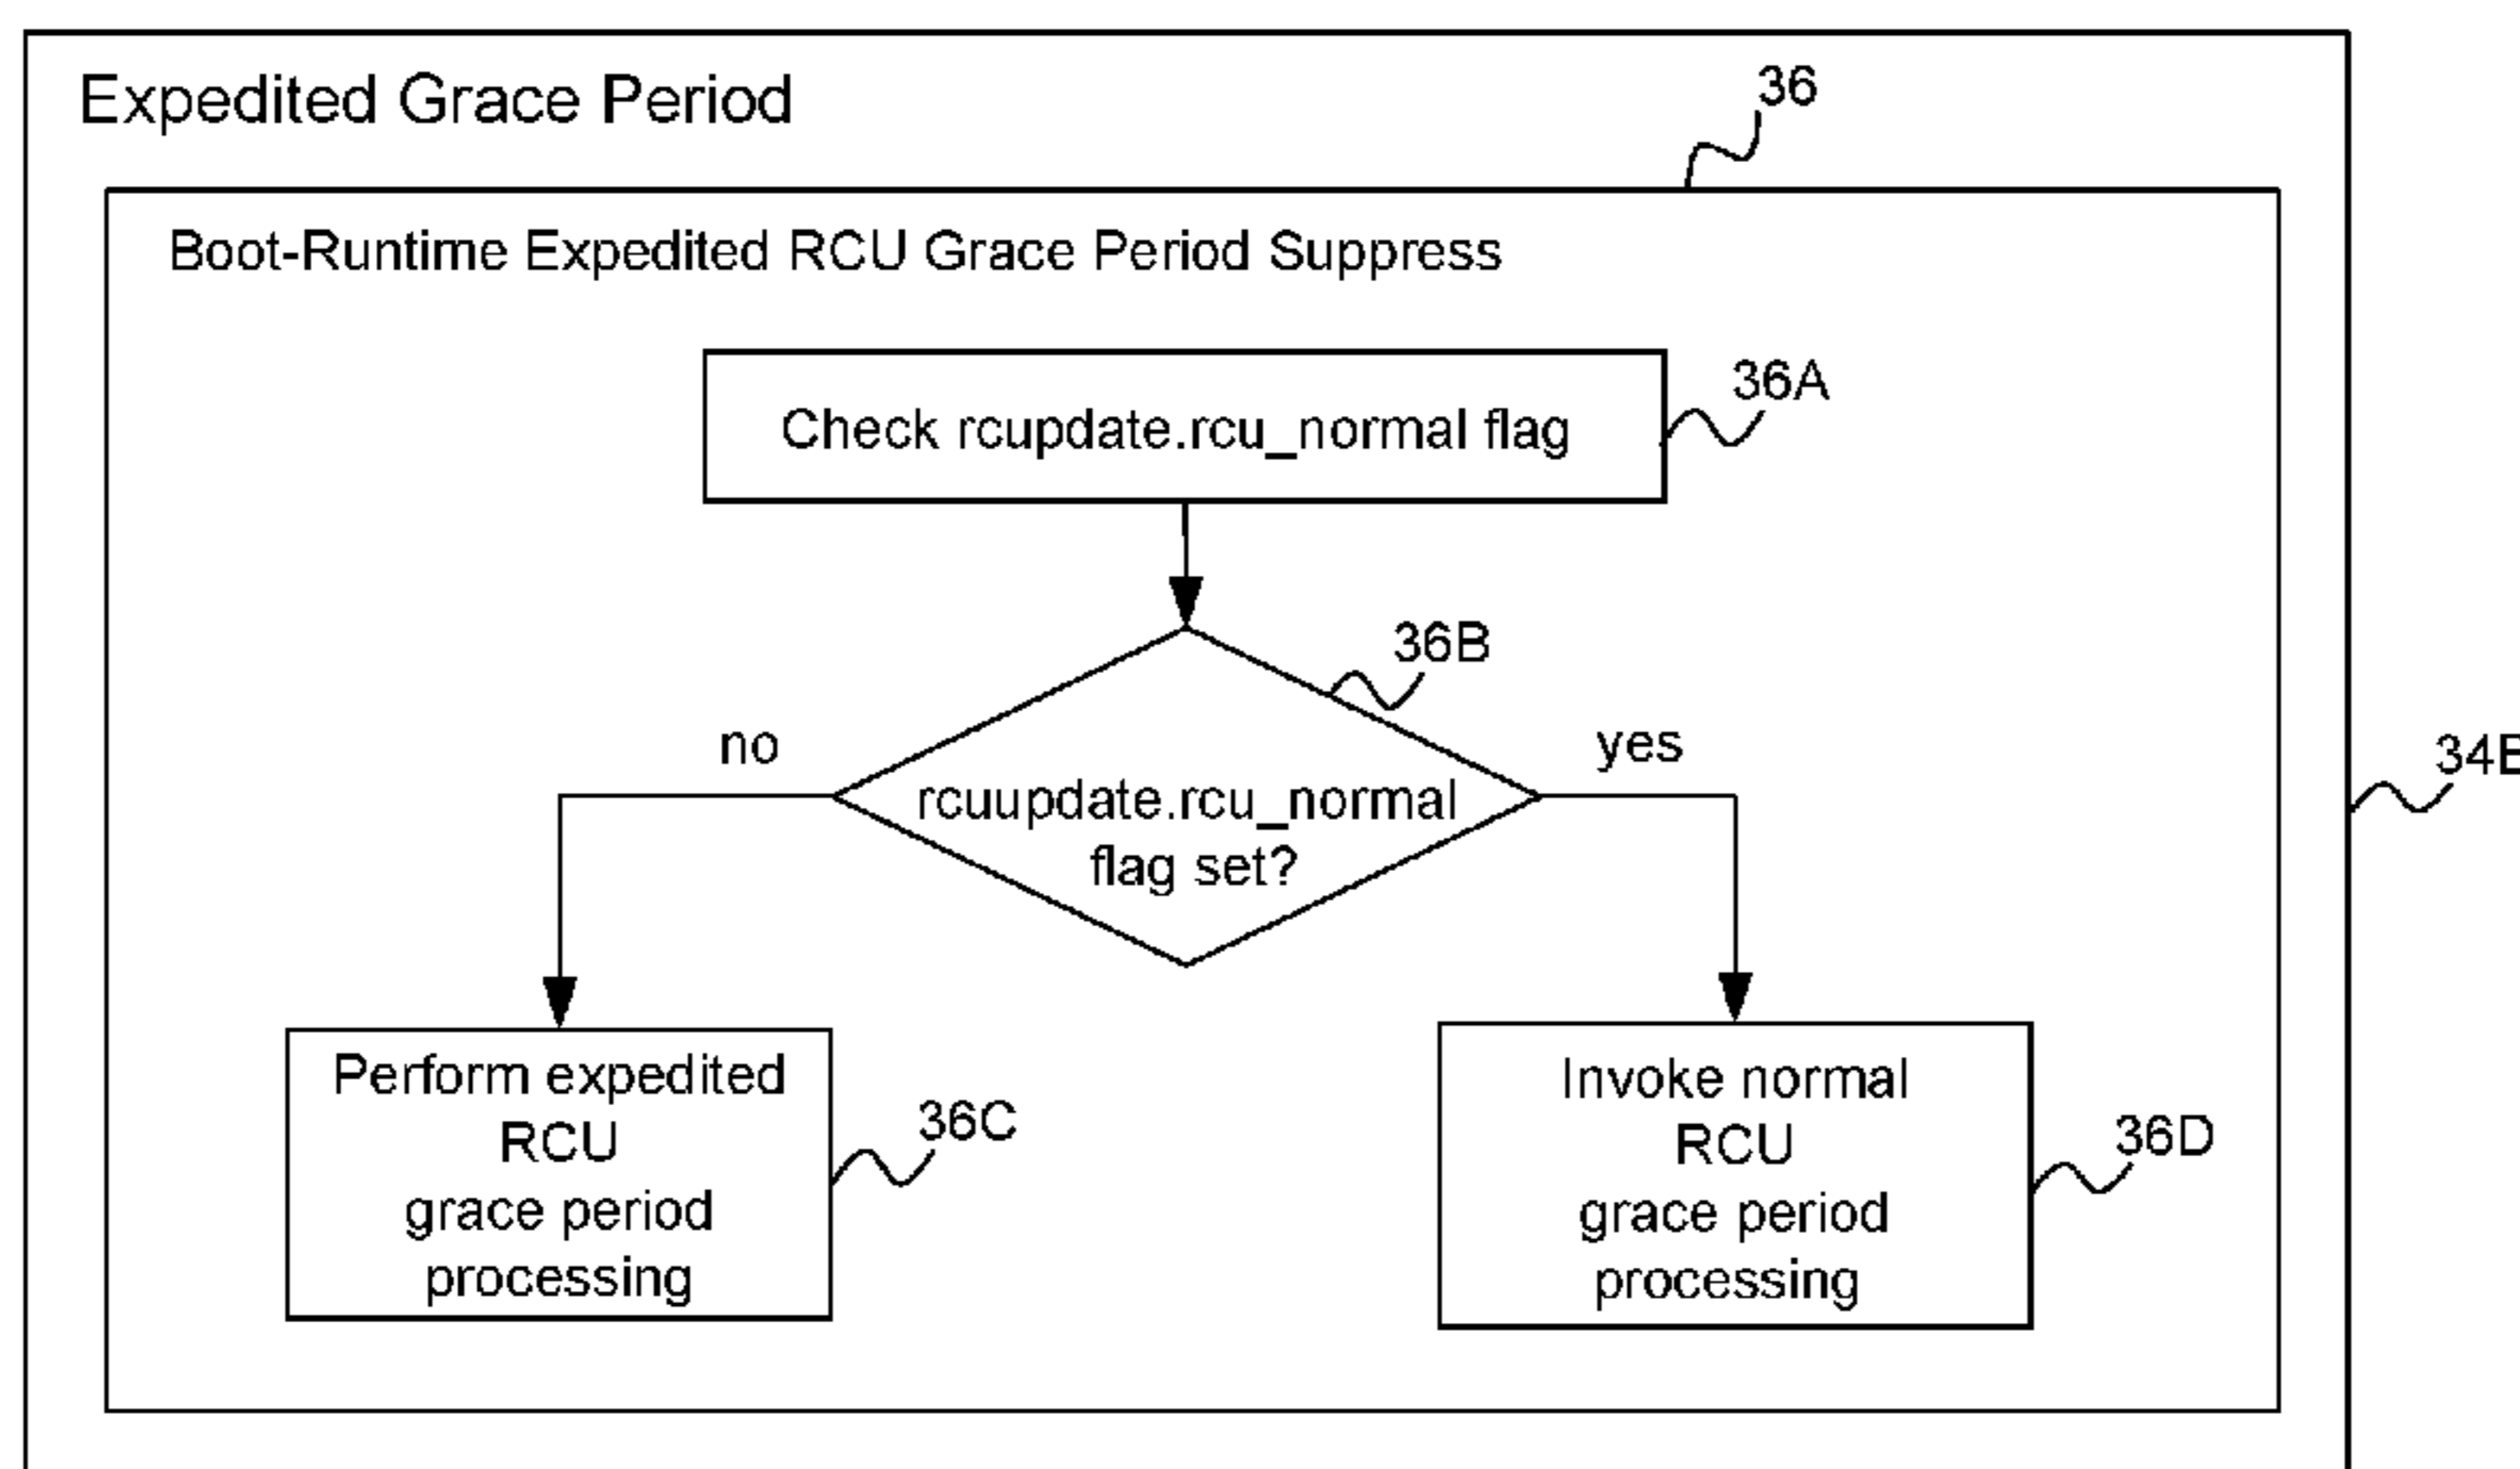 Expedited Grace Period
36
Boot-Runtime Expedited RCU Grace Period Suppress
Check rcupdate.rcu_normal flag
36A
36B
no
yes
rcuupdate.rcu_normal
flag set?
34B
Perform expedited
RCU
grace period
processing
36C
Invoke normal
RCU
grace period
processing
36D